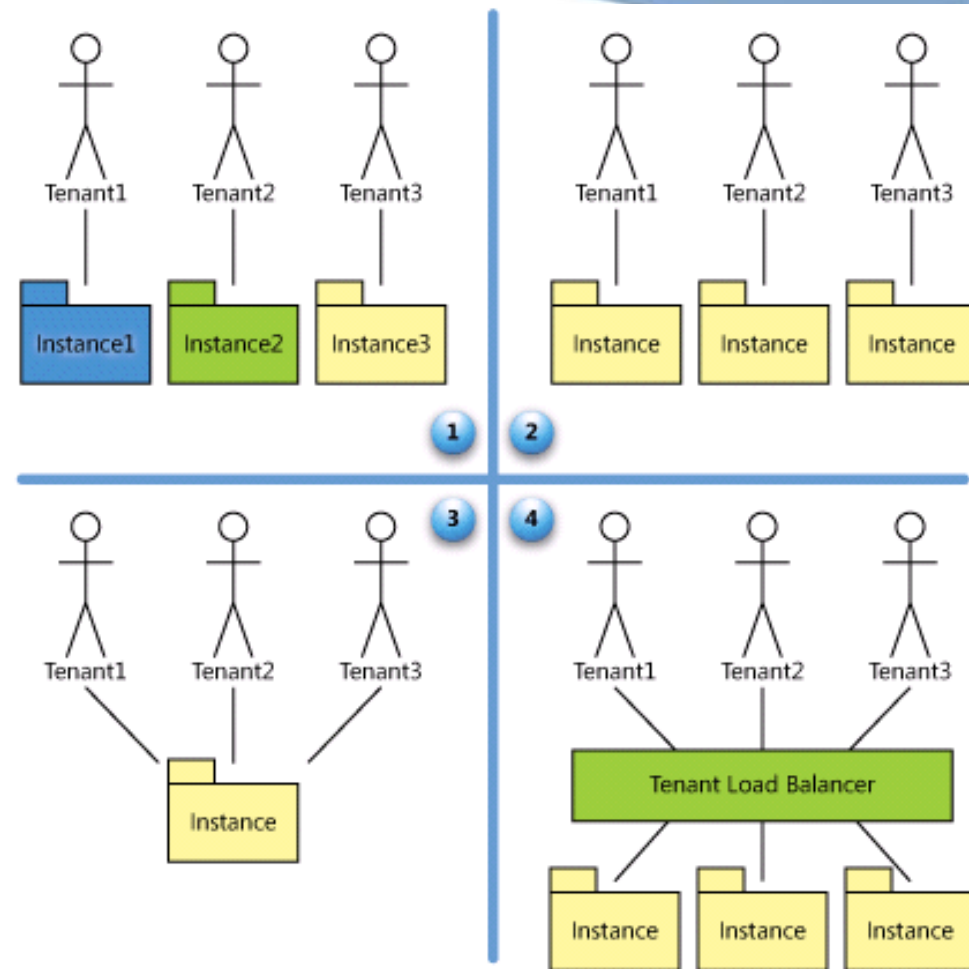 Tenant1 Tenant2 Tenant3
Instance1 Instance2 Instance3
1
Tenant1 Tenant2 Tenant3
Instance Instance Instance
2
3
Tenant1 Tenant2 Tenant3
Instance
4
Tenant1 Tenant2 Tenant3
Tenant Load Balancer
Instance Instance Instance